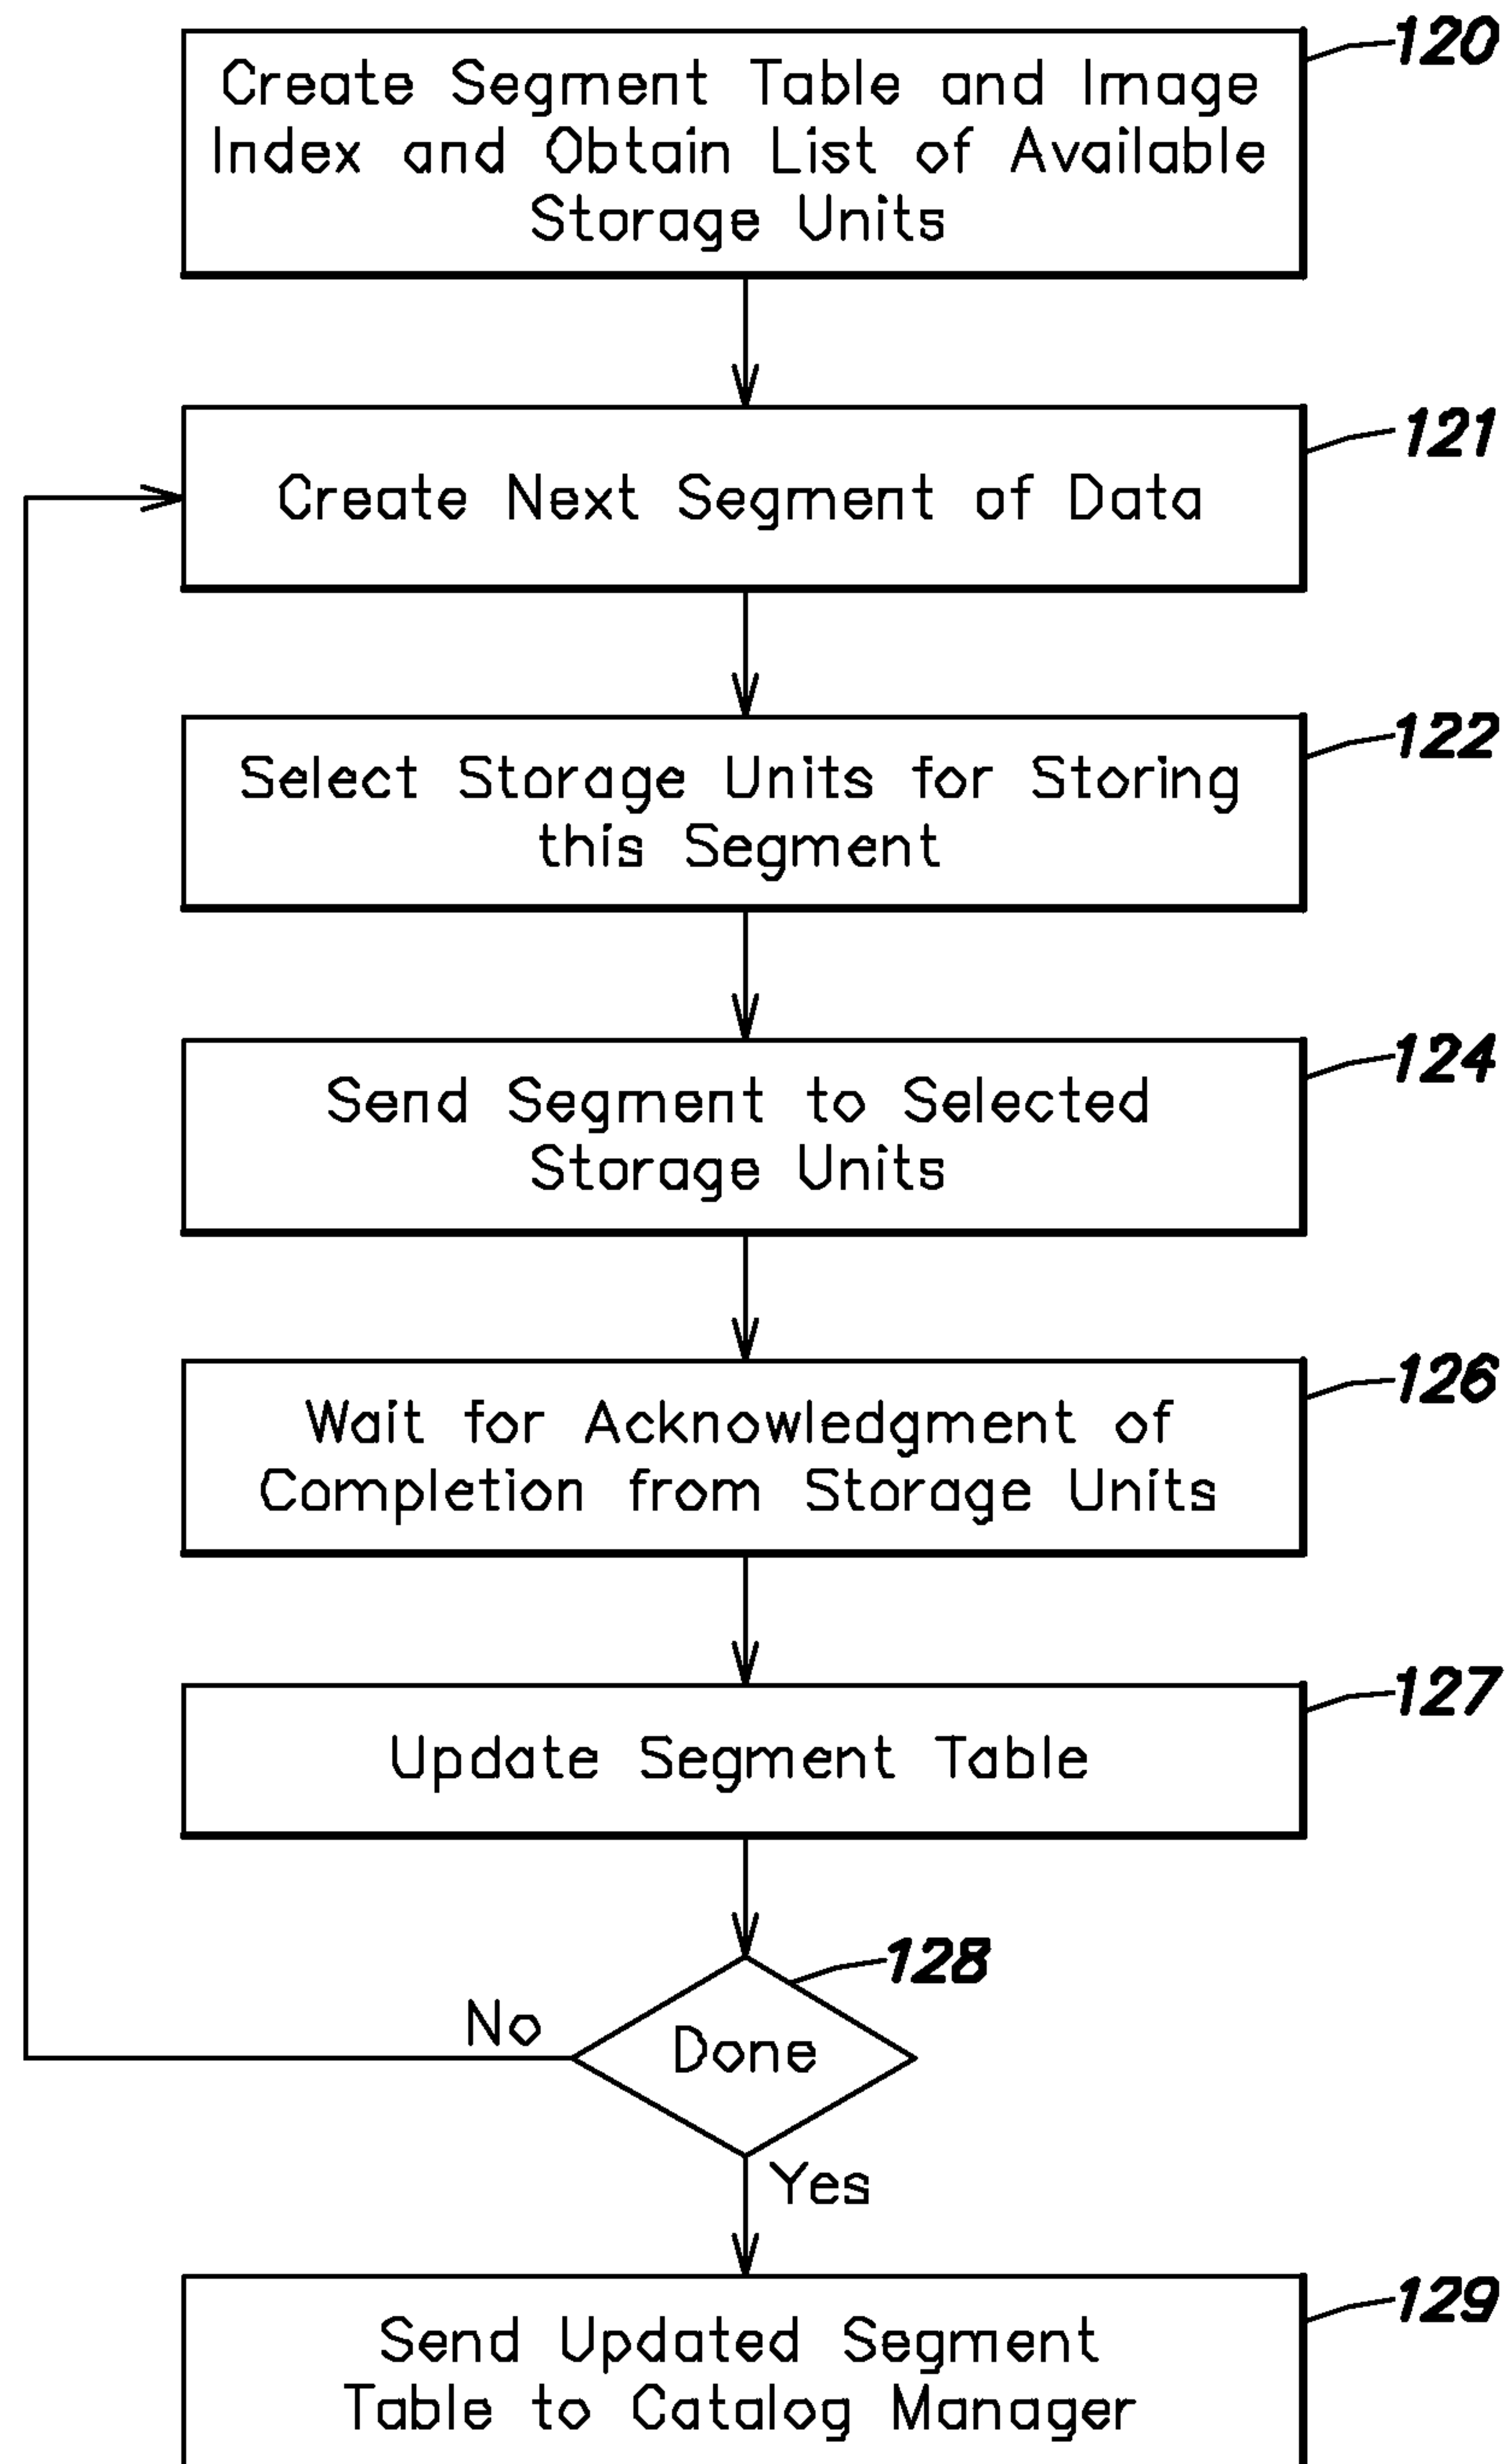 120
Create Segment Table and Image
Index and Obtain List of Available
Storage Units
121
Create Next Segment of Data
122
Select Storage Units for Storing
this Segment
124
Send Segment to Selected
Storage Units
126
Wait for Acknowledgment of
Completion from Storage Units
127
Update Segment Table
128
No
Done
Yes
129
Send Updated Segment
Table to Catalog Manager